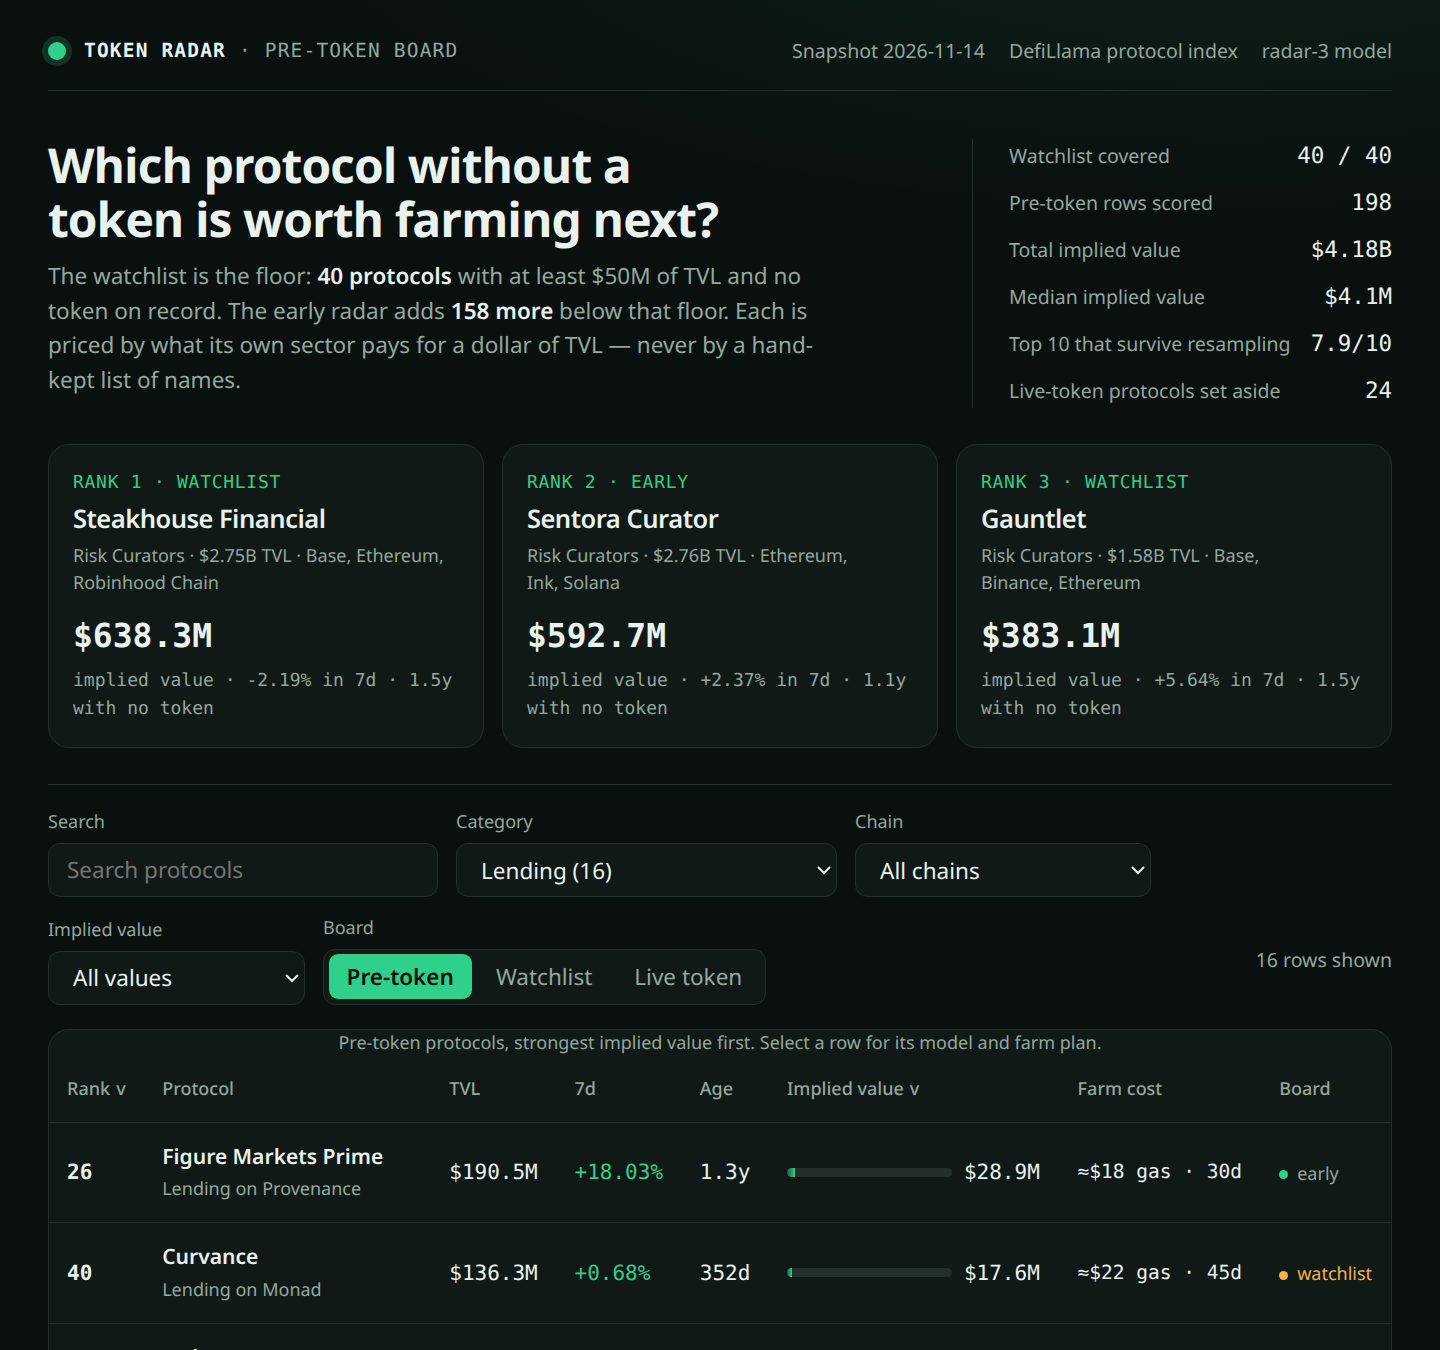 TOKEN RADAR · PRE-TOKEN BOARD
Snapshot 2026-11-14 DefiLlama protocol index radar-3 model
Which protocol without a
token is worth farming next?
The watchlist is the floor: 40 protocols with at least $50M of TVL and no
token on record. The early radar adds 158 more below that floor. Each is
priced by what its own sector pays for a dollar of TVL — never by a hand-
kept list of names.
Watchlist covered 40 / 40
Pre-token rows scored 198
Total implied value $4.18B
Median implied value $4.1M
Top 10 that survive resampling 7.9/10
Live-token protocols set aside 24
RANK 1 · WATCHLIST
Steakhouse Financial
Risk Curators · $2.75B TVL · Base, Ethereum,
Robinhood Chain
$638.3M
implied value · -2.19% in 7d · 1.5y
with no token
RANK 2 · EARLY
Sentora Curator
Risk Curators · $2.76B TVL · Ethereum,
Ink, Solana
$592.7M
implied value · +2.37% in 7d · 1.1y
with no token
RANK 3 · WATCHLIST
Gauntlet
Risk Curators · $1.58B TVL · Base,
Binance, Ethereum
$383.1M
implied value · +5.64% in 7d · 1.5y
with no token
Search Category Chain
Search protocols Lending (16) All chains
Implied value Board
All values Pre-token Watchlist Live token 16 rows shown
Pre-token protocols, strongest implied value first. Select a row for its model and farm plan.
Rank v Protocol TVL 7d Age Implied value v Farm cost Board
26 Figure Markets Prime $190.5M +18.03% 1.3y $28.9M ≈$18 gas · 30d early
Lending on Provenance
40 Curvance $136.3M +0.68% 352d $17.6M ≈$22 gas · 45d watchlist
Lending on Monad